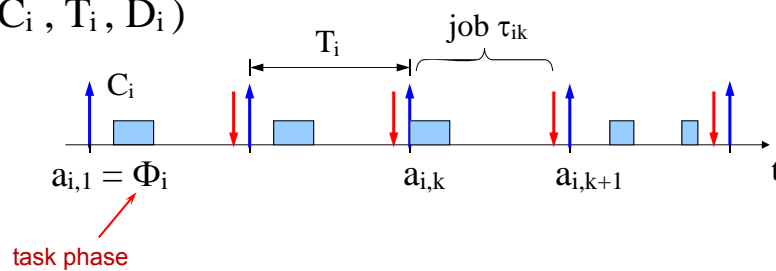 C_i , T_i , D_i )
T_i
job τ_ik
C_i
a_i,1 = Φ_i
a_i,k
a_i,k+1
t
task phase